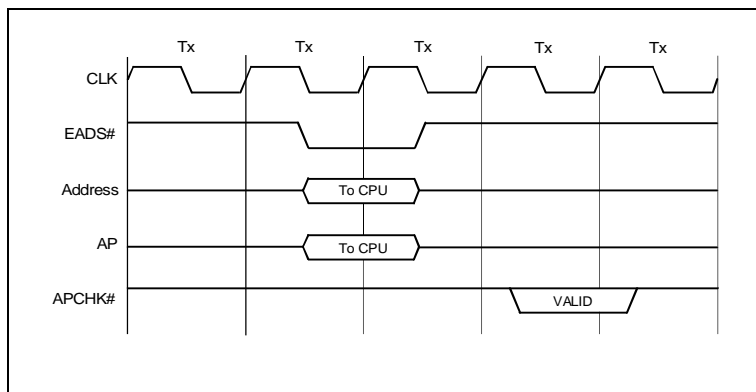 Tx Tx Tx Tx Tx
CLK
EADS#
Address To CPU
AP To CPU
APCHK# VALID